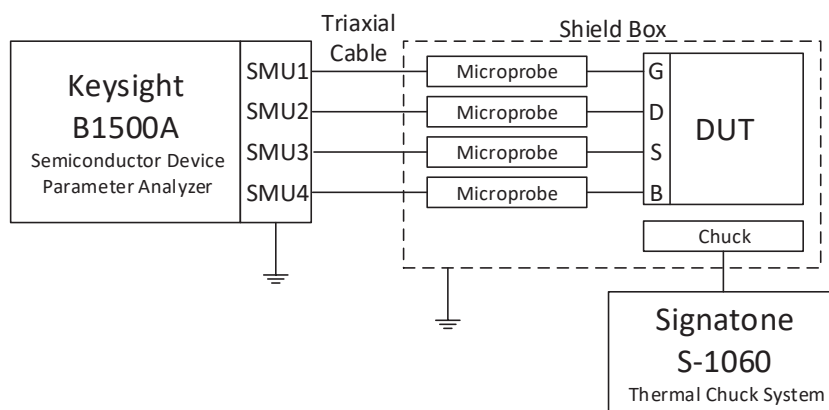 Triaxial
Cable
Shield Box
Keysight
B1500A
Semiconductor Device
Parameter Analyzer
SMU1
SMU2
SMU3
SMU4
Microprobe
Microprobe
Microprobe
Microprobe
G
D
S
B
DUT
Chuck
Signatone
S-1060
Thermal Chuck System